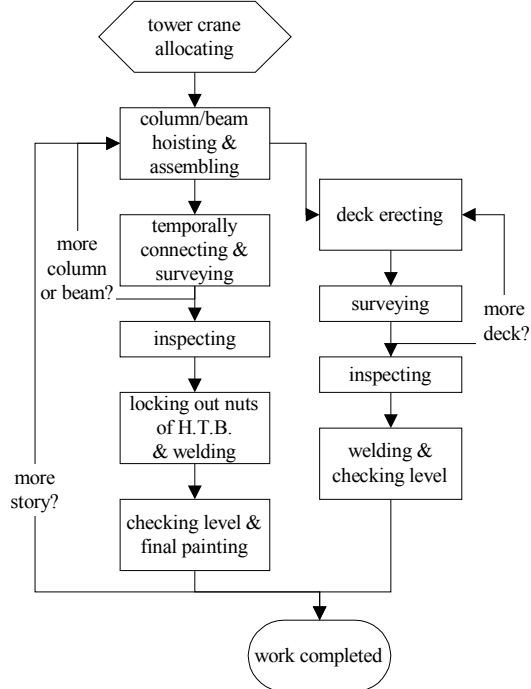 tower crane
allocating
column/beam
hoisting &
assembling
deck erecting
temporally
connecting &
surveying
more
column
or beam?
surveying
more
deck?
inspecting
inspecting
locking out nuts
of H.T.B.
& welding
welding &
checking level
more
story?
checking level &
final painting
work completed